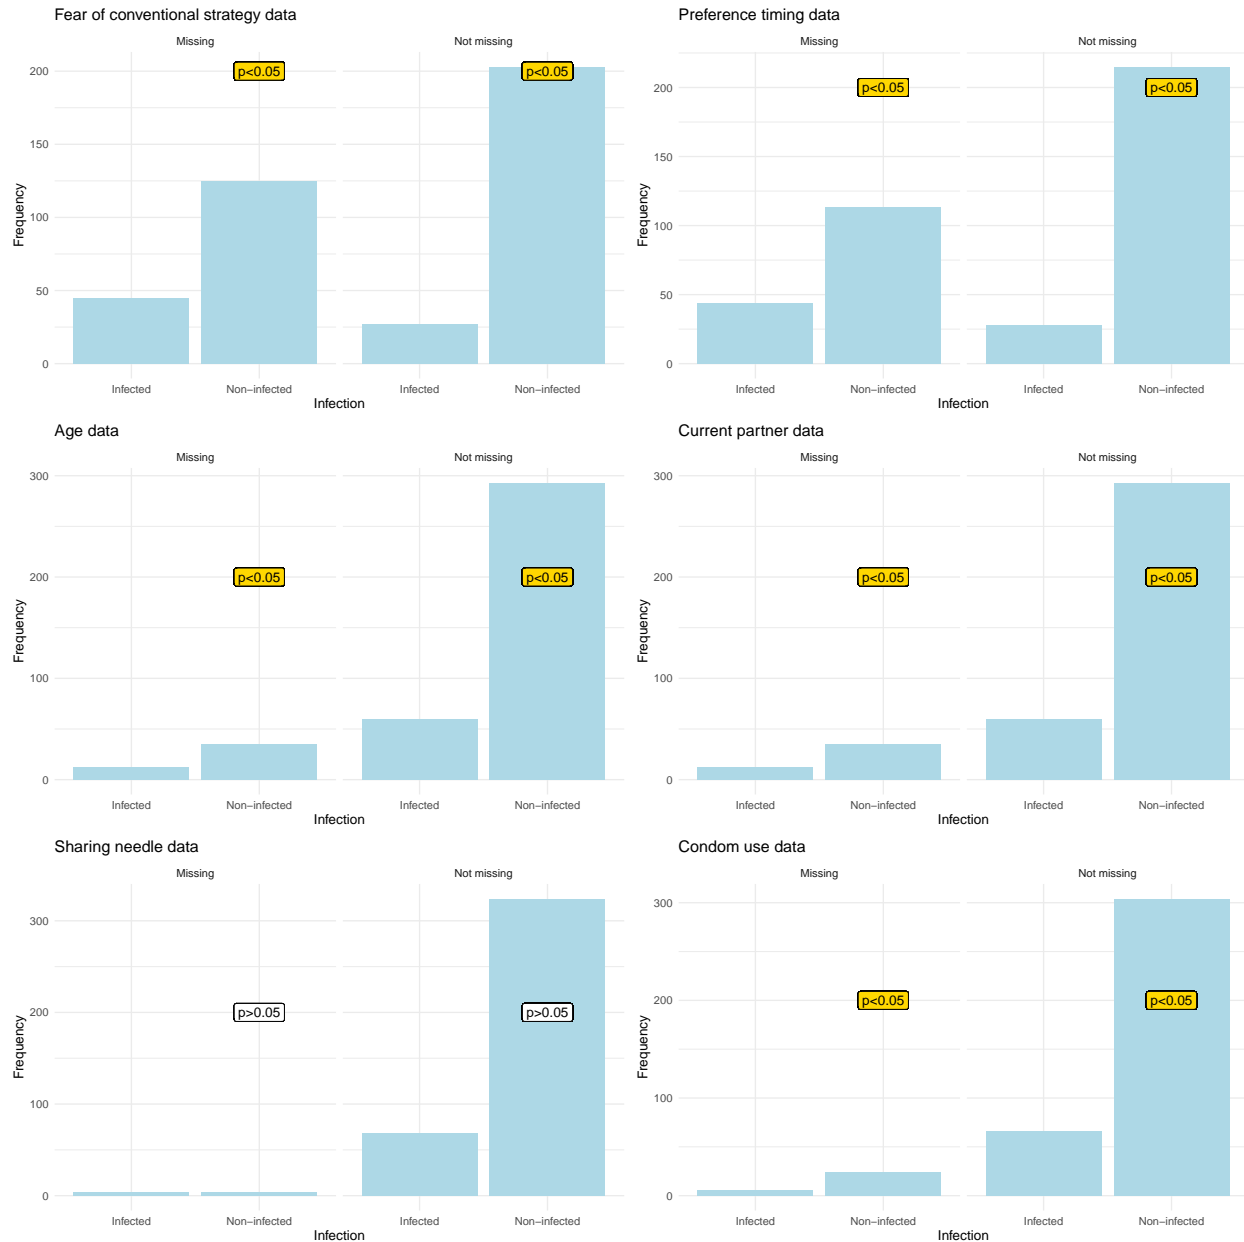 Fear of conventional strategy data
Missing
Not missing
200
150
100
50
0
Frequency
p<0.05
p<0.05
Infected
Non−infected
Infected
Non−infected
Infection
Preference timing data
Missing
Not missing
200
150
100
50
0
Frequency
p<0.05
p<0.05
Infected
Non−infected
Infected
Non−infected
Infection
Age data
Missing
Not missing
300
200
100
0
Frequency
p<0.05
p<0.05
Infected
Non−infected
Infected
Non−infected
Infection
Current partner data
Missing
Not missing
300
200
100
0
Frequency
p<0.05
p<0.05
Infected
Non−infected
Infected
Non−infected
Infection
Sharing needle data
Missing
Not missing
300
200
100
0
Frequency
p>0.05
p>0.05
Infected
Non−infected
Infected
Non−infected
Infection
Condom use data
Missing
Not missing
300
200
100
0
Frequency
p<0.05
p<0.05
Infected
Non−infected
Infected
Non−infected
Infection